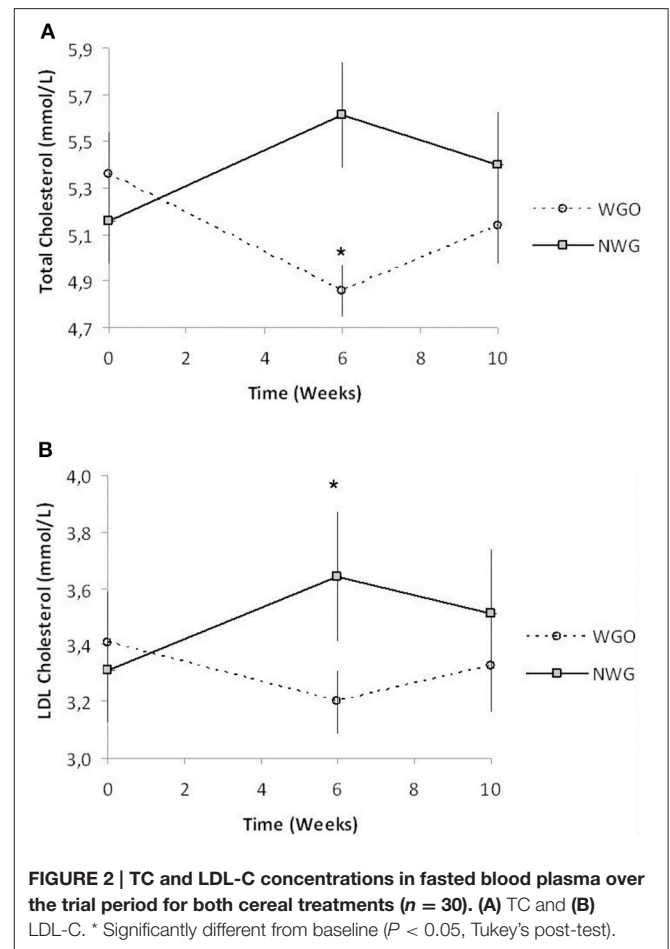 A
5,9
5,7
5,5
5,3
5,1
4,9
4,7
Total Cholesterol (mmol/L)
*
0 2 4 6 8 10
Time (Weeks)
WGO
NWG
B
4,0
3,8
3,6
3,4
3,2
3,0
LDL Cholesterol (mmol/L)
*
0 2 4 6 8 10
Time (Weeks)
WGO
NWG
FIGURE 2 | TC and LDL-C concentrations in fasted blood plasma over
the trial period for both cereal treatments (n = 30). (A) TC and (B)
LDL-C. * Significantly different from baseline (P < 0.05, Tukey's post-test).